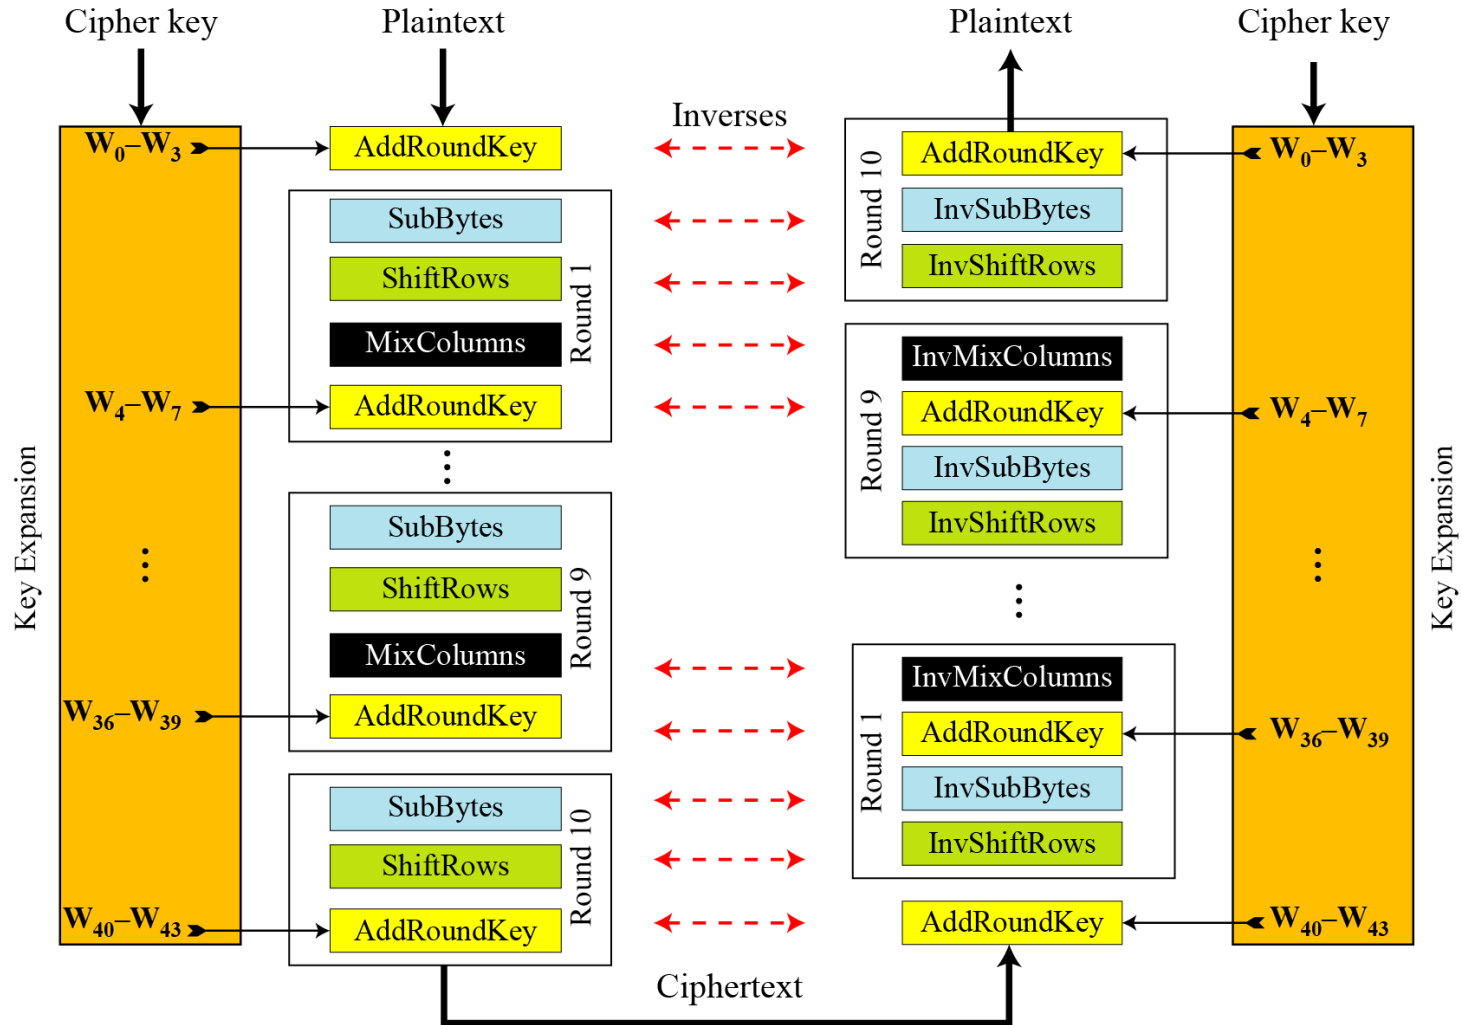 Cipher key
Plaintext
Plaintext
Cipher key
Inverses
W0–W3
AddRoundKey
AddRoundKey
W0–W3
SubBytes
InvSubBytes
ShiftRows
InvShiftRows
Round 1
Round 10
MixColumns
InvMixColumns
W4–W7
AddRoundKey
AddRoundKey
W4–W7
InvSubBytes
Round 9
⋮
SubBytes
InvShiftRows
Key Expansion
Key Expansion
⋮
⋮
ShiftRows
⋮
Round 9
MixColumns
InvMixColumns
W36–W39
AddRoundKey
AddRoundKey
W36–W39
Round 1
SubBytes
InvSubBytes
ShiftRows
InvShiftRows
Round 10
W40–W43
AddRoundKey
AddRoundKey
W40–W43
Ciphertext